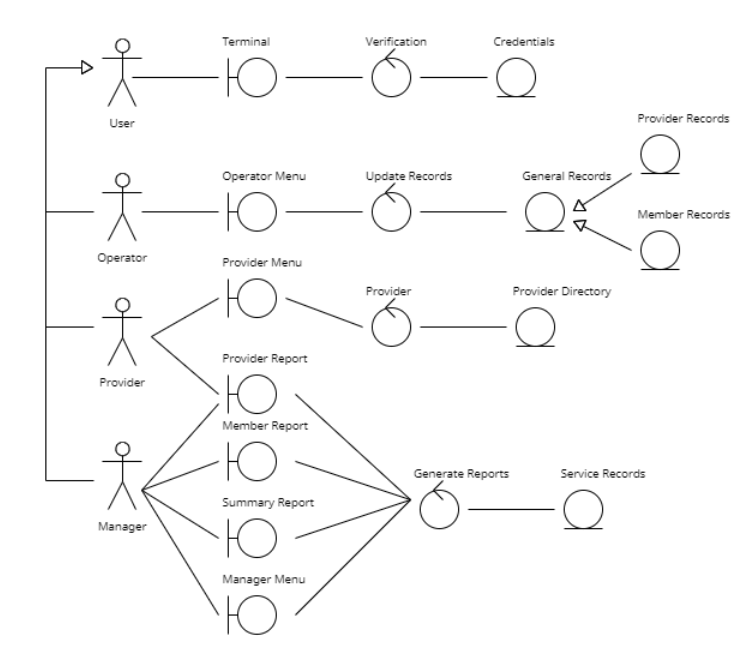 Terminal
Verification
Credentials
User
Provider Records
Operator Menu
Update Records
General Records
Member Records
Operator
Provider Menu
Provider
Provider Directory
Provider Report
Provider
Member Report
Generate Reports
Service Records
Summary Report
Manager
Manager Menu